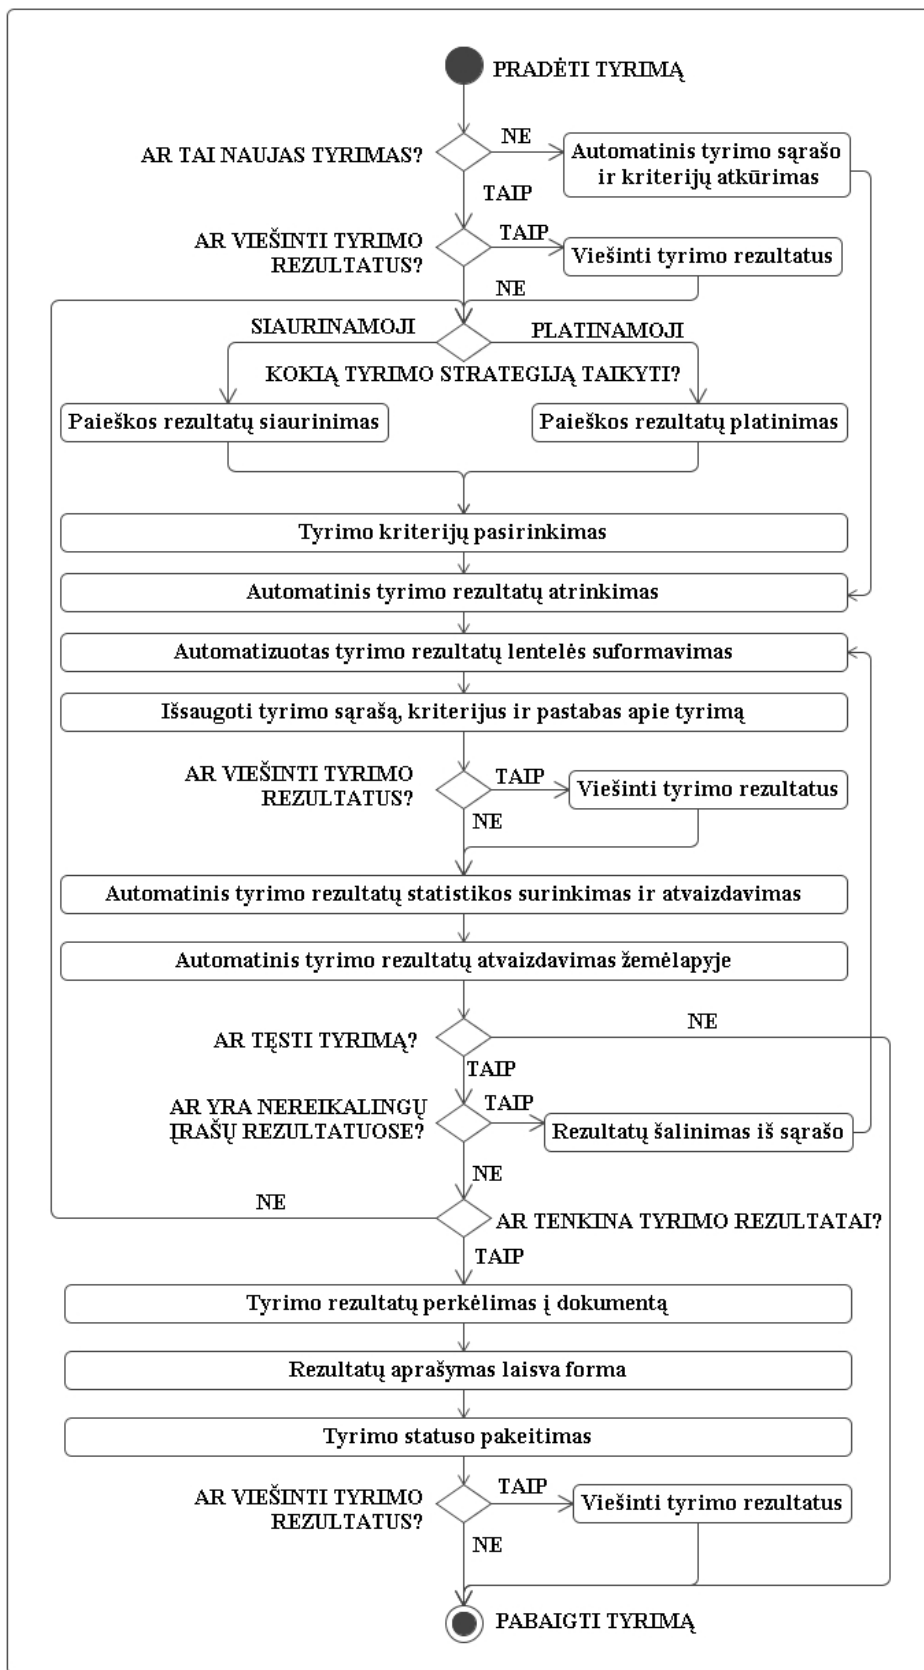 PRADĖTI TYRIMĄ
NE
AR TAI NAUJAS TYRIMAS?
Automatinis tyrimo sąrašo
ir kriterijų atkūrimas
TAIP
AR VIEŠINTI TYRIMO
REZULTATUS?
TAIP
Viešinti tyrimo rezultatus
NE
SIAURINAMOJI
PLATINAMOJI
KOKIĄ TYRIMO STRATEGIJĄ TAIKYTI?
Paieškos rezultatų siaurinimas
Paieškos rezultatų platinimas
Tyrimo kriterijų pasirinkimas
Automatinis tyrimo rezultatų atrinkimas
Automatizuotas tyrimo rezultatų lentelės suformavimas
Išsaugoti tyrimo sąrašą, kriterijus ir pastabas apie tyrimą
AR VIEŠINTI TYRIMO
REZULTATUS?
TAIP
Viešinti tyrimo rezultatus
NE
Automatinis tyrimo rezultatų statistikos surinkimas ir atvaizdavimas
Automatinis tyrimo rezultatų atvaizdavimas žemėlapyje
NE
AR TĘSTI TYRIMĄ?
TAIP
AR YRA NEREIKALINGŲ
ĮRAŠŲ REZULTATUOSE?
TAIP
Rezultatų šalinimas iš sąrašo
NE
NE
AR TENKINA TYRIMO REZULTATAI?
TAIP
Tyrimo rezultatų perkėlimas į dokumentą
Rezultatų aprašymas laisva forma
Tyrimo statuso pakeitimas
AR VIEŠINTI TYRIMO
REZULTATUS?
TAIP
Viešinti tyrimo rezultatus
NE
PABAIGTI TYRIMĄ